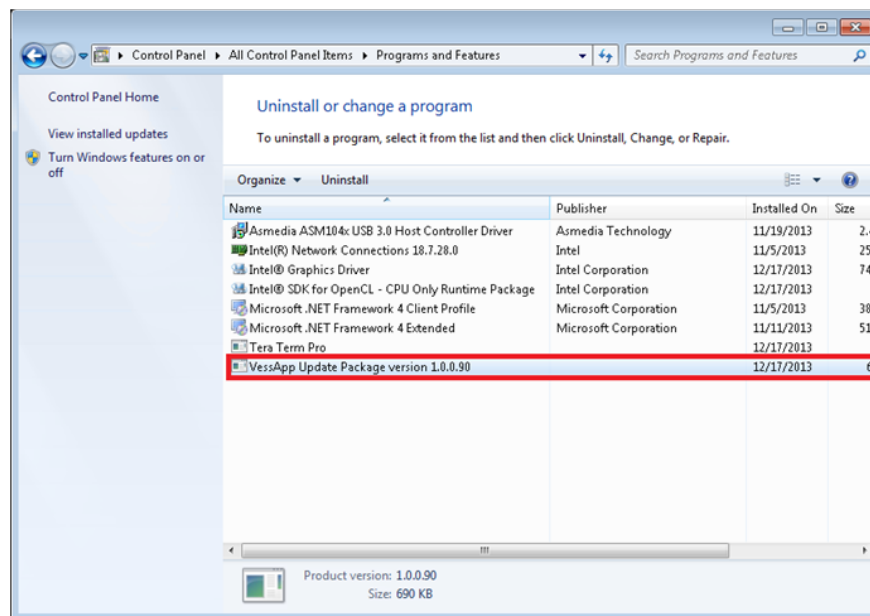 Control Panel ▸ All Control Panel Items ▸ Programs and Features
Search Programs and Features
Control Panel Home
View installed updates
Turn Windows features on or
off
Uninstall or change a program
To uninstall a program, select it from the list and then click Uninstall, Change, or Repair.
Organize Uninstall
Name Publisher Installed On Size
Asmedia ASM104x USB 3.0 Host Controller Driver Asmedia Technology 11/19/2013 2.
Intel(R) Network Connections 18.7.28.0 Intel 11/5/2013 25
Intel® Graphics Driver Intel Corporation 12/17/2013 74
Intel® SDK for OpenCL - CPU Only Runtime Package Intel Corporation 12/17/2013
Microsoft .NET Framework 4 Client Profile Microsoft Corporation 11/5/2013 38
Microsoft .NET Framework 4 Extended Microsoft Corporation 11/11/2013 51
Tera Term Pro 12/17/2013
VessApp Update Package version 1.0.0.90 12/17/2013 6
Product version: 1.0.0.90
Size: 690 KB